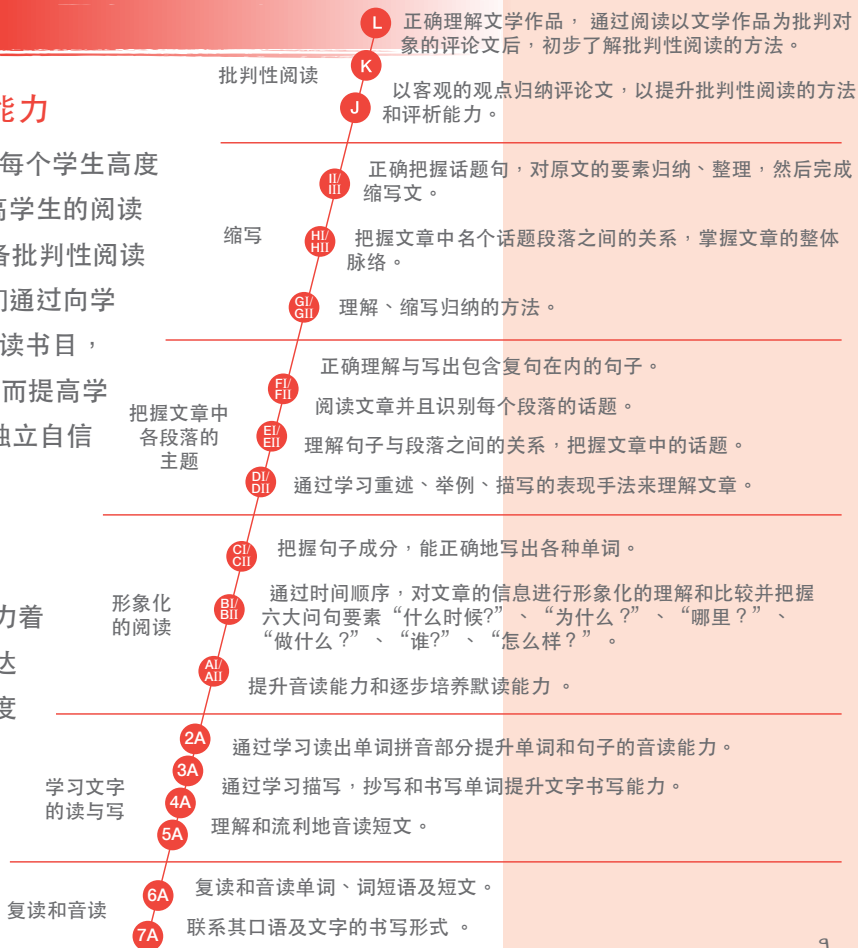 L
正确理解文学作品， 通过阅读以文学作品为批判对
象的评论文后，初步了解批判性阅读的方法。
批判性阅读
K
J
以客观的观点归纳评论文，以提升批判性阅读的方法
和评析能力。
能力
每个学生高度
高学生的阅读
备批判性阅读
们通过向学
读书目，
而提高学
独立自信
II/
III
正确把握话题句，对原文的要素归纳、整理，然后完成
缩写文。
缩写
HI/
HII
把握文章中名个话题段落之间的关系，掌握文章的整体
脉络。
GI/
GII
理解、缩写归纳的方法。
FI/
FII
正确理解与写出包含复句在内的句子。
阅读文章并且识别每个段落的话题。
把握文章中
各段落的
主题
EI/
EII
理解句子与段落之间的关系，把握文章中的话题。
DI/
DII
通过学习重述、举例、描写的表现手法来理解文章。
CI/
CII
把握句子成分，能正确地写出各种单词。
形象化
的阅读
BI/
BII
通过时间顺序，对文章的信息进行形象化的理解和比较并把握
六大问句要素“什么时候?”、“为什么？”、“哪里？”、
“做什么？”、“谁?”、“怎么样？”。
力着
达
度
AI/
AII
提升音读能力和逐步培养默读能力 。
2A
通过学习读出单词拼音部分提升单词和句子的音读能力。
3A
学习文字
的读与写
通过学习描写，抄写和书写单词提升文字书写能力。
4A
5A
理解和流利地音读短文。
6A
复读和音读单词、词短语及短文。
复读和音读
7A
联系其口语及文字的书写形式 。
9